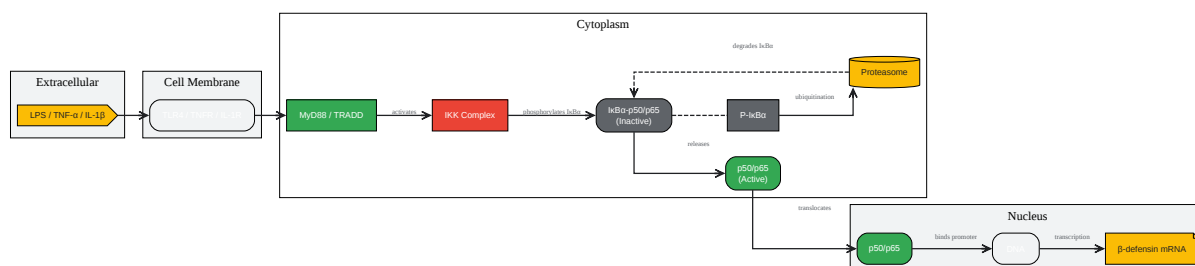 Cytoplasm
degrades IκBα
Extracellular
Cell Membrane
Proteasome
ubiquitination
LPS / TNF-α / IL-1β
MyD88 / TRADD
activates
IKK Complex
phosphorylates IκBα
IκBα-p50/p65
(Inactive)
P-IκBα
releases
p50/p65
(Active)
translocates
Nucleus
p50/p65
binds promoter
transcription
β-defensin mRNA